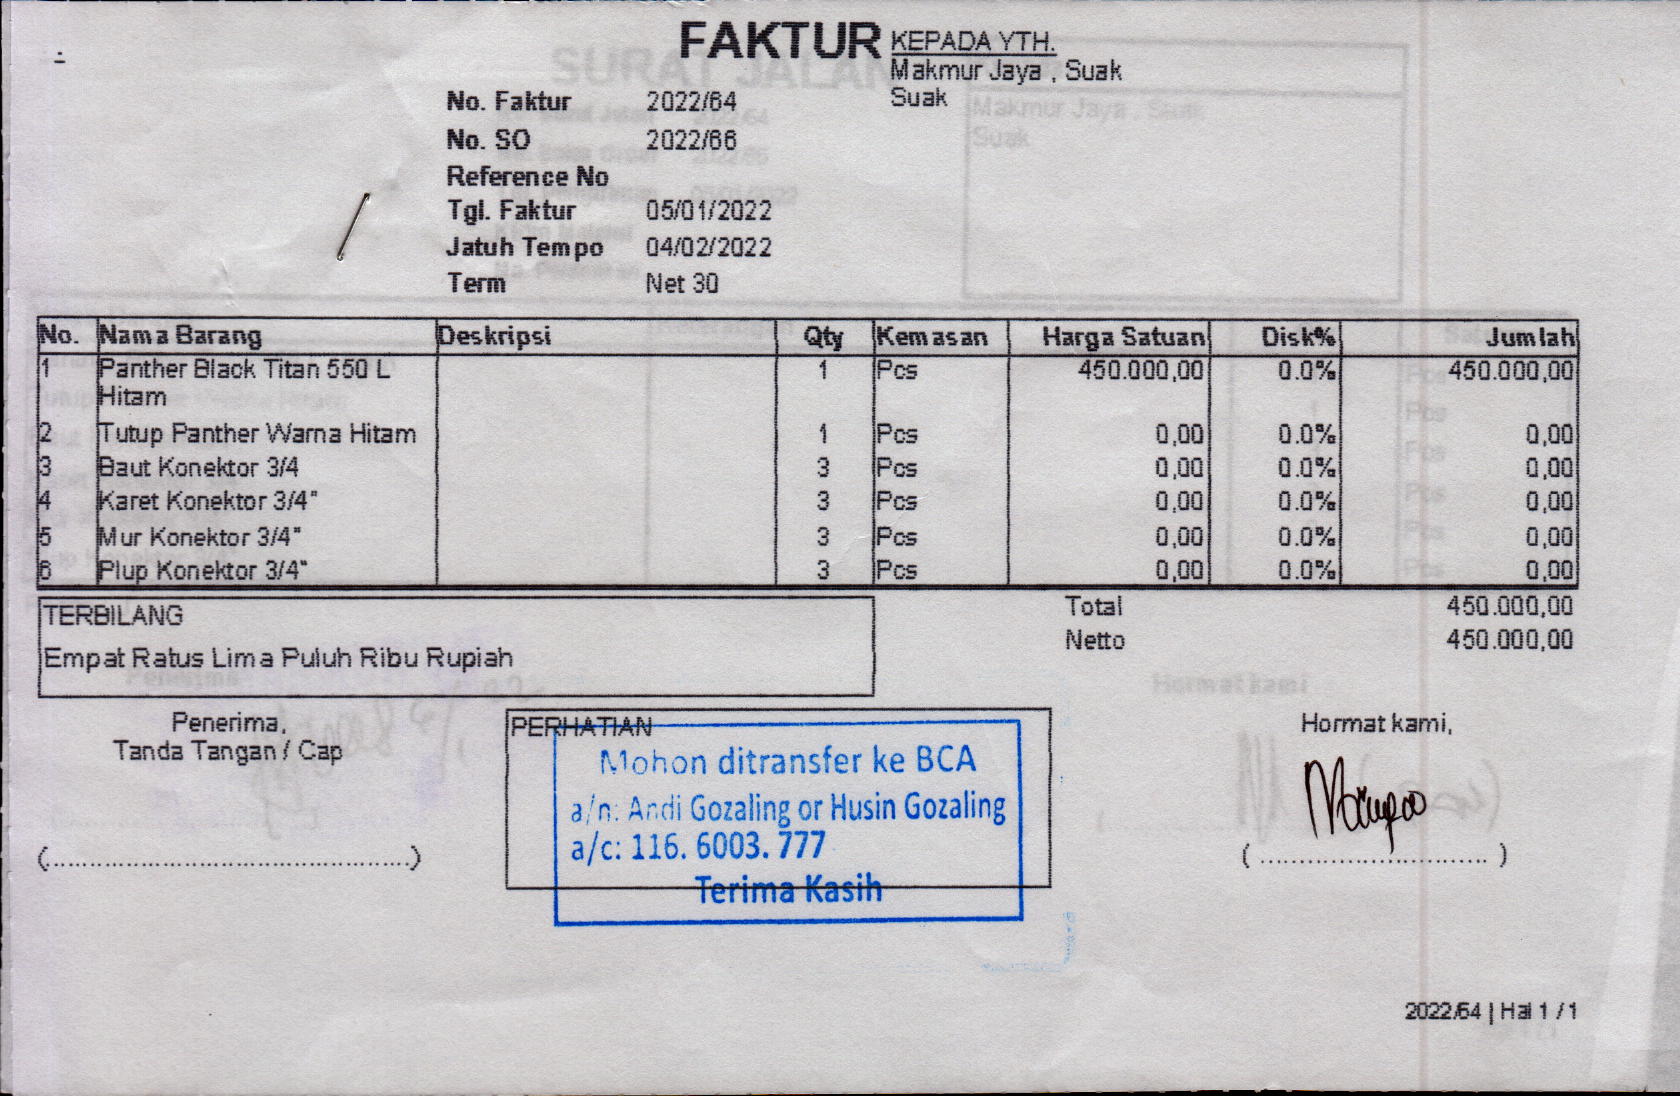 FAKTUR
KEPADA YTH.
Makmur Jaya , Suak
Suak
No. Faktur 2022/64
No. SO 2022/66
Reference No
Tgl. Faktur 05/01/2022
Jatuh Tempo 04/02/2022
Term Net 30
No. Nama Barang Deskripsi Qty Kemasan Harga Satuan Disk% Jumlah
1 Panther Black Titan 550 L 1 Pcs 450.000,00 0.0% 450.000,00
Hitam
2 Tutup Panther Warna Hitam 1 Pcs 0,00 0.0% 0,00
3 Baut Konektor 3/4 3 Pcs 0,00 0.0% 0,00
4 Karet Konektor 3/4" 3 Pcs 0,00 0.0% 0,00
5 Mur Konektor 3/4" 3 Pcs 0,00 0.0% 0,00
6 Plup Konektor 3/4" 3 Pcs 0,00 0.0% 0,00
TERBILANG
Empat Ratus Lima Puluh Ribu Rupiah
Total 450.000,00
Netto 450.000,00
Penerima,
Tanda Tangan / Cap
(..........................................)
PERHATIAN
Mohon ditransfer ke BCA
a/n: Andi Gozaling or Husin Gozaling
a/c: 116. 6003. 777
Terima Kasih
Hormat kami,
( ............................ )
2022/64 | Hal 1 / 1